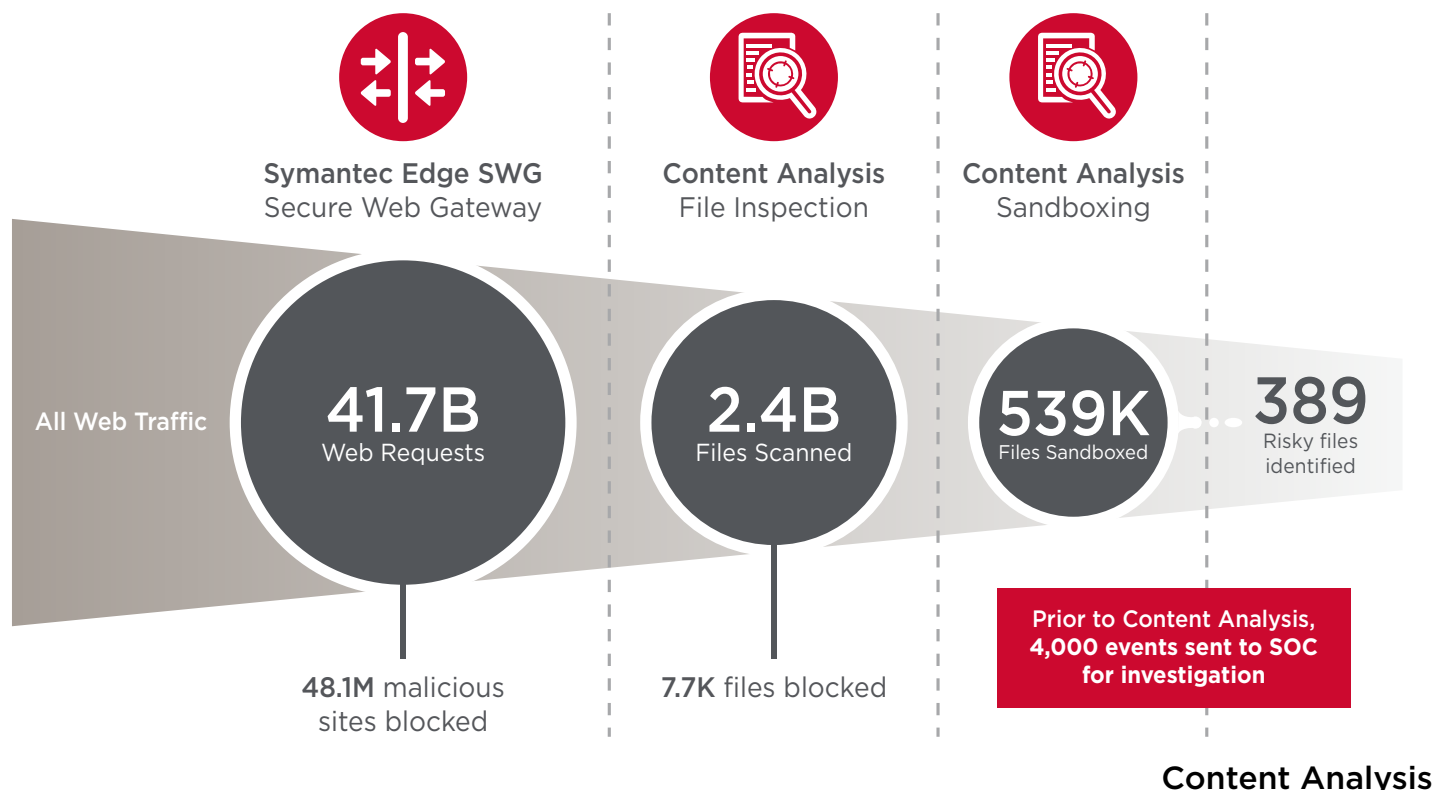 Symantec Edge SWG
Secure Web Gateway
Content Analysis
File Inspection
Content Analysis
Sandboxing
All Web Traffic
41.7B
Web Requests
2.4B
Files Scanned
539K
Files Sandboxed
389
Risky files
identified
48.1M malicious
sites blocked
7.7K files blocked
Prior to Content Analysis,
4,000 events sent to SOC
for investigation
Content Analysis